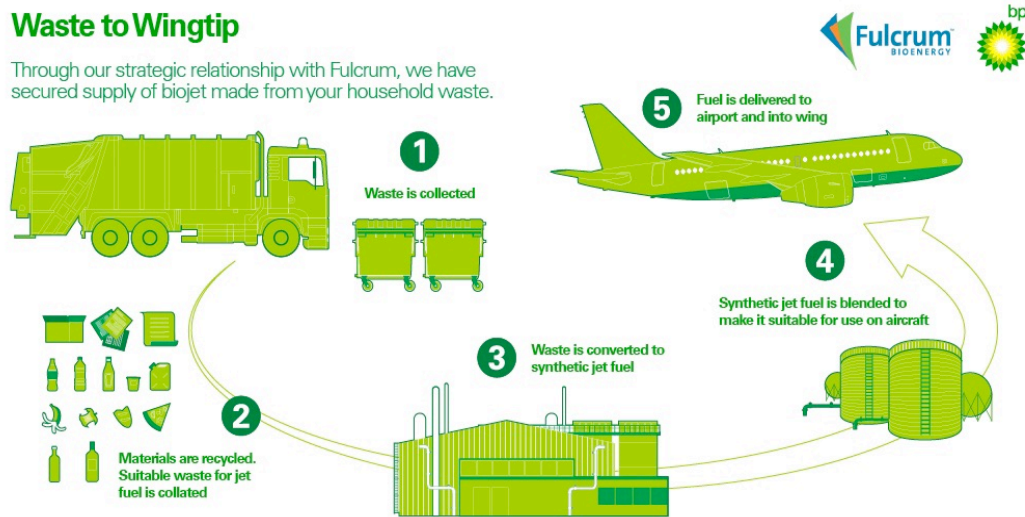 Waste to Wingtip
Through our strategic relationship with Fulcrum, we have
secured supply of biojet made from your household waste.
Fulcrum
BIOENERGY
bp
1
Waste is collected
2
Materials are recycled.
Suitable waste for jet
fuel is collated
3
Waste is converted to
synthetic jet fuel
4
Synthetic jet fuel is blended to
make it suitable for use on aircraft
5
Fuel is delivered to
airport and into wing